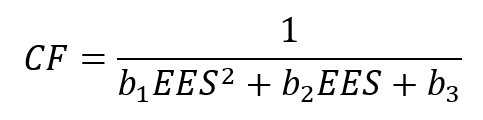 CF = 1 / (b₁EES² + b₂EES + b₃)